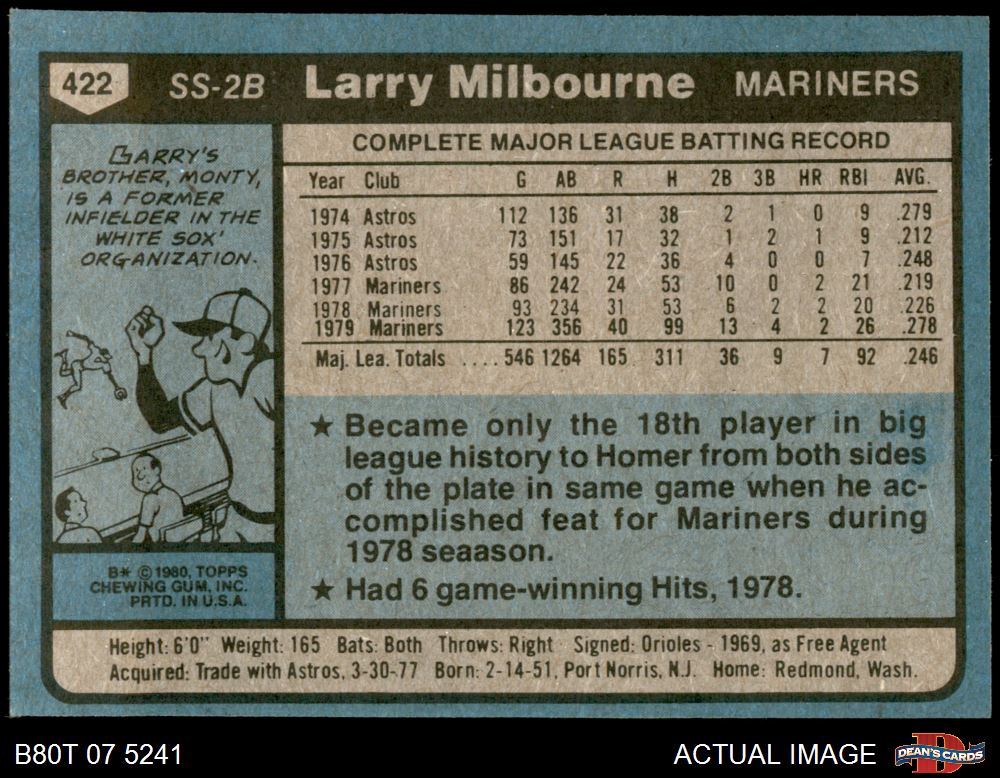 422 SS-2B Larry Milbourne MARINERS
LARRY'S
BROTHER, MONTY,
IS A FORMER
INFIELDER IN THE
WHITE SOX'
ORGANIZATION.
B* © 1980, TOPPS
CHEWING GUM, INC.
PRTD. IN U.S.A.
COMPLETE MAJOR LEAGUE BATTING RECORD
Year Club G AB R H 2B 3B HR RBI AVG.
1974 Astros 112 136 31 38 2 1 0 9 .279
1975 Astros 73 151 17 32 1 2 1 9 .212
1976 Astros 59 145 22 36 4 0 0 7 .248
1977 Mariners 86 242 24 53 10 0 2 21 .219
1978 Mariners 93 234 31 53 6 2 2 20 .226
1979 Mariners 123 356 40 99 13 4 2 26 .278
Maj. Lea. Totals .... 546 1264 165 311 36 9 7 92 .246
★ Became only the 18th player in big
league history to Homer from both sides
of the plate in same game when he ac-
complished feat for Mariners during
1978 seaason.
★ Had 6 game-winning Hits, 1978.
Height: 6'0" Weight: 165 Bats: Both Throws: Right Signed: Orioles - 1969, as Free Agent
Acquired: Trade with Astros, 3-30-77 Born: 2-14-51, Port Norris, N.J. Home: Redmond, Wash.
B80T 07 5241 ACTUAL IMAGE DEAN'S CARDS